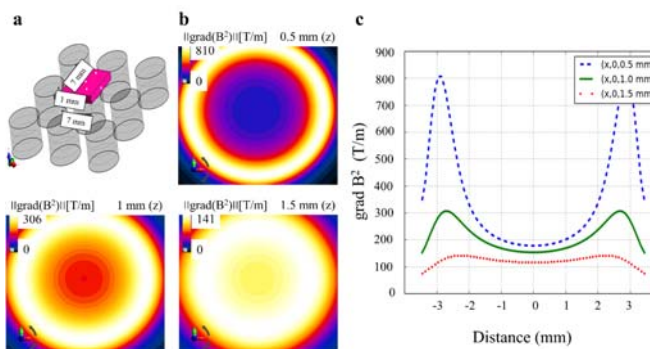 a
b
c
7 mm
1 mm
7 mm
||grad(B²)||[T/m] 0.5 mm (z)
810
0
||grad(B²)||[T/m] 1 mm (z)
306
0
||grad(B²)||[T/m] 1.5 mm (z)
141
0
grad B² (T/m)
900
800
700
600
500
400
300
200
100
0
-3 -2 -1 0 1 2 3
Distance (mm)
(x,0,0.5 mm
(x,0,1.0 mm
(x,0,1.5 mm